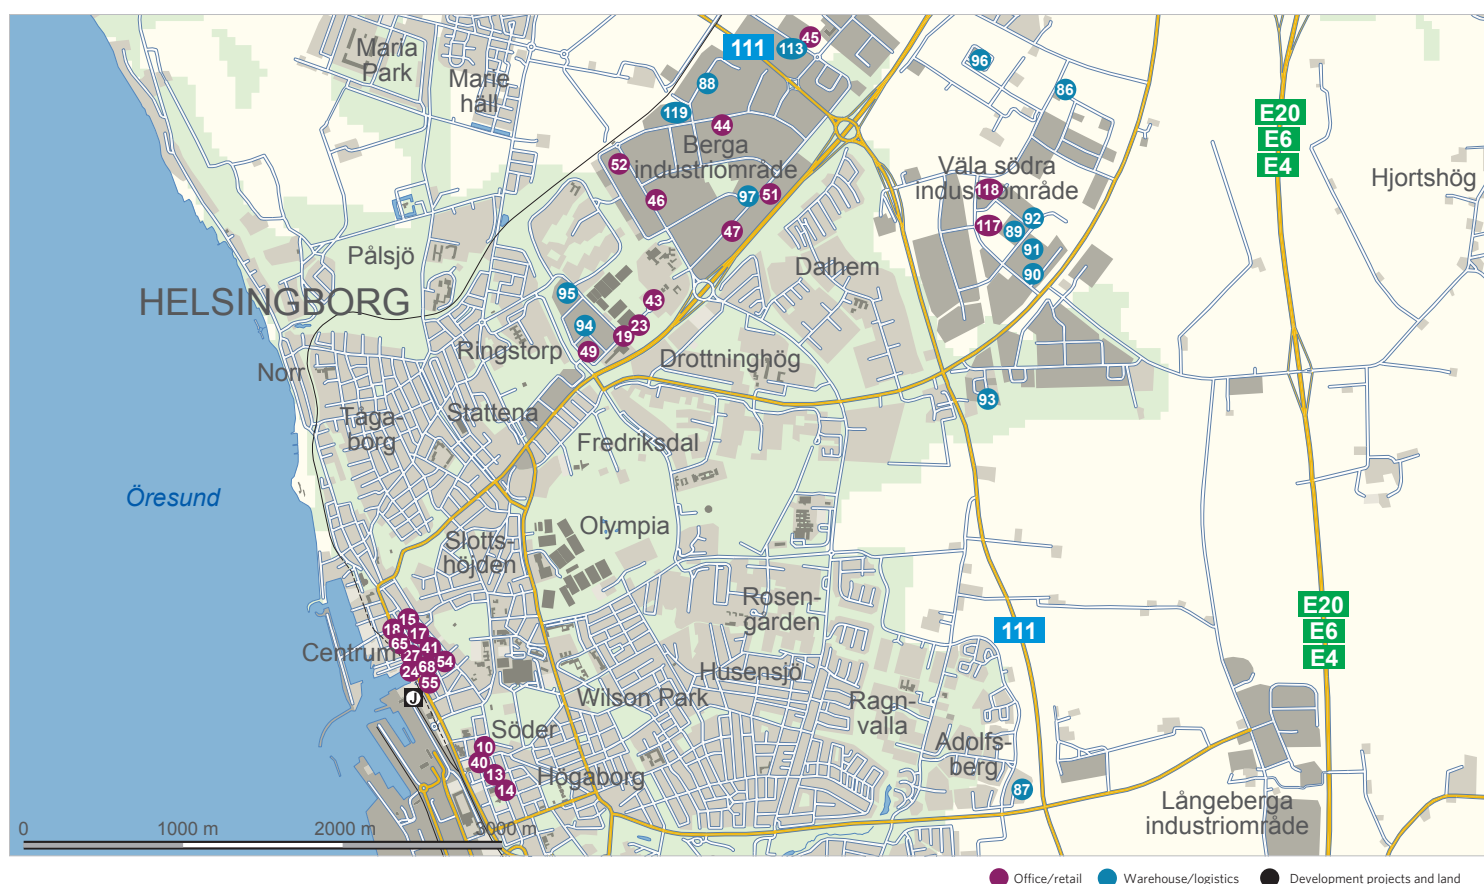 45
111
113
Maria
Park
96
Marie
häll
88
86
119
E20
E6
E4
44
Berga
industriområde
52
Väla södra
industriområde
118
Hjortshög
46
97
51
47
117
92
89
91
90
Pålsjö
Dalhem
HELSINGBORG
95
43
94
23
19
49
Ringstorp
Drottninghög
Norr
93
Stattena
Tåga-
borg
Fredriksdal
Öresund
Olympia
Slotts-
höjden
Rosen-
gården
E20
E6
E4
111
15
18
17
65
41
Centrum
27
54
24
68
55
J
Husensjö
Wilson Park
Ragn-
valla
Söder
10
Adolfs-
berg
40
13
Högaborg
14
87
Långeberga
industriområde
0
1000 m
2000 m
3000 m
Office/retail
Warehouse/logistics
Development projects and land